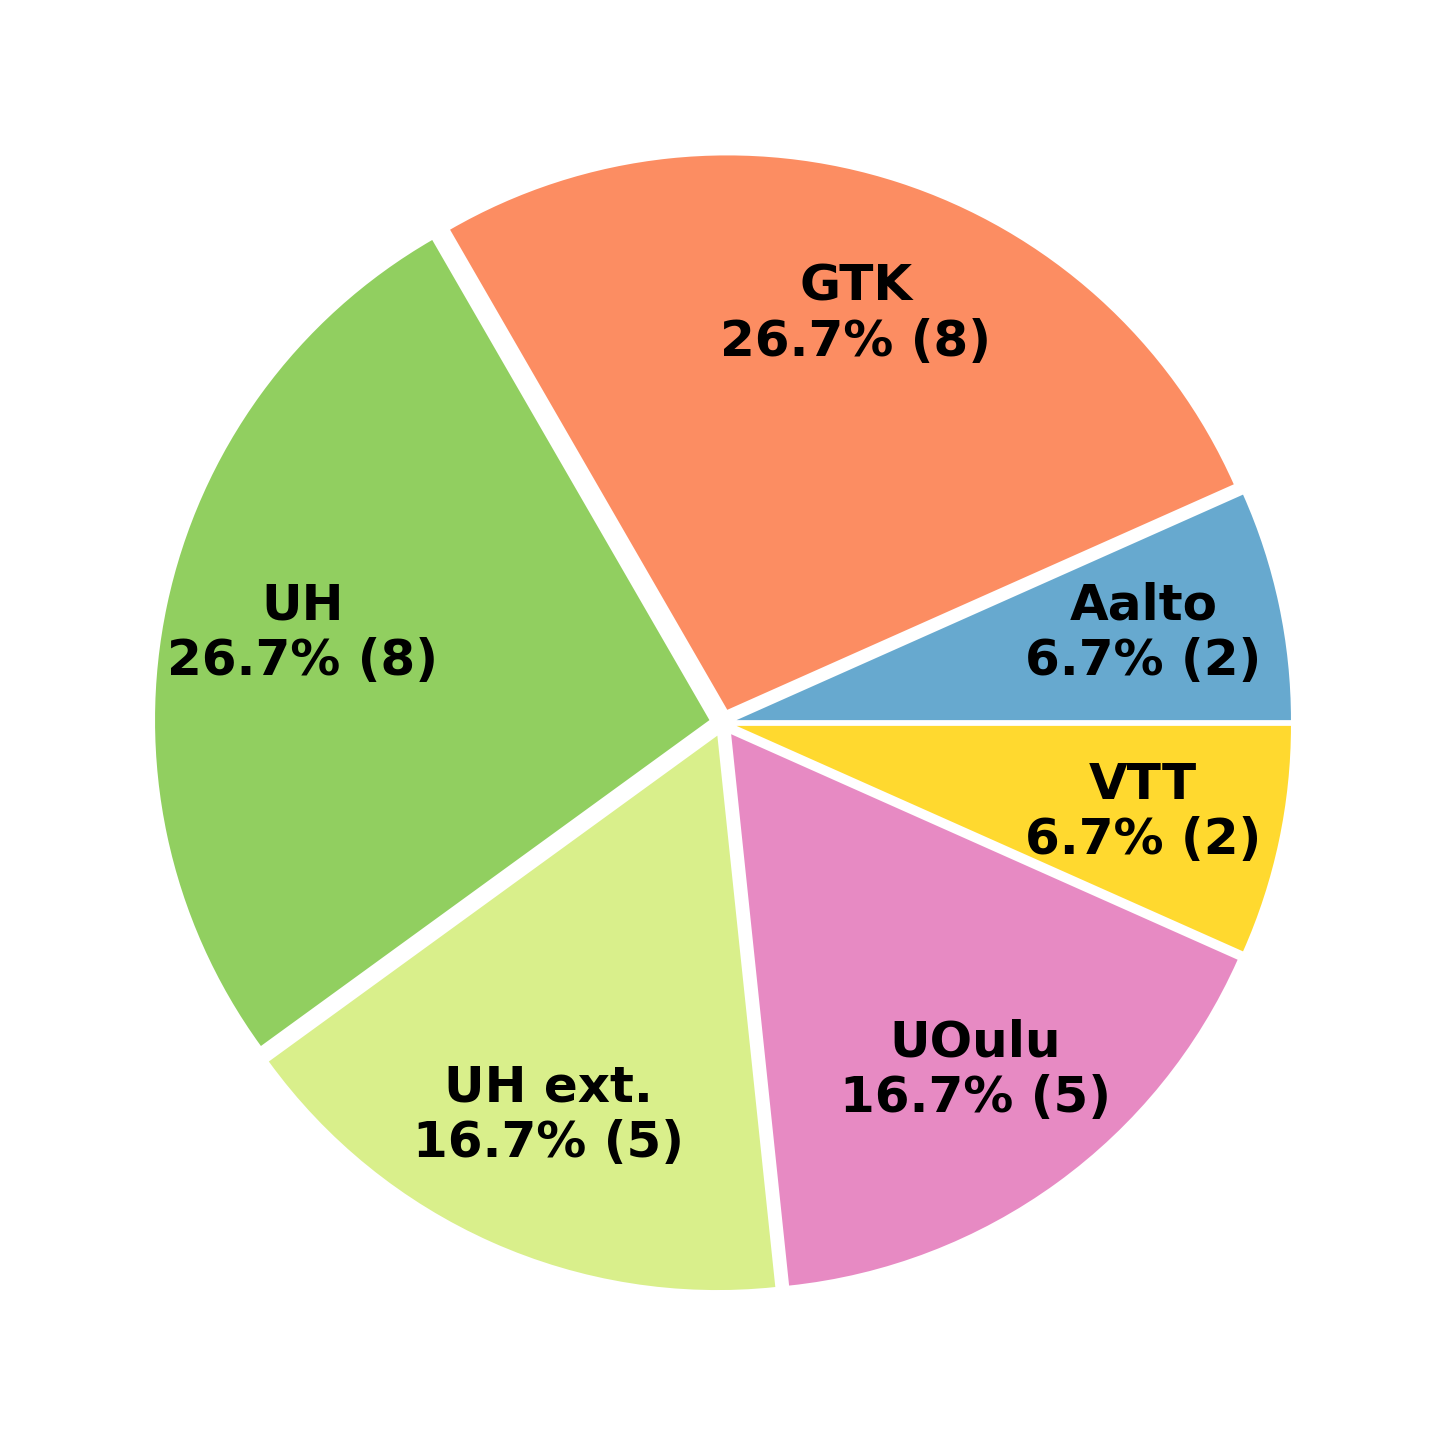 GTK
26.7% (8)
UH
26.7% (8)
Aalto
6.7% (2)
VTT
6.7% (2)
UOulu
16.7% (5)
UH ext.
16.7% (5)